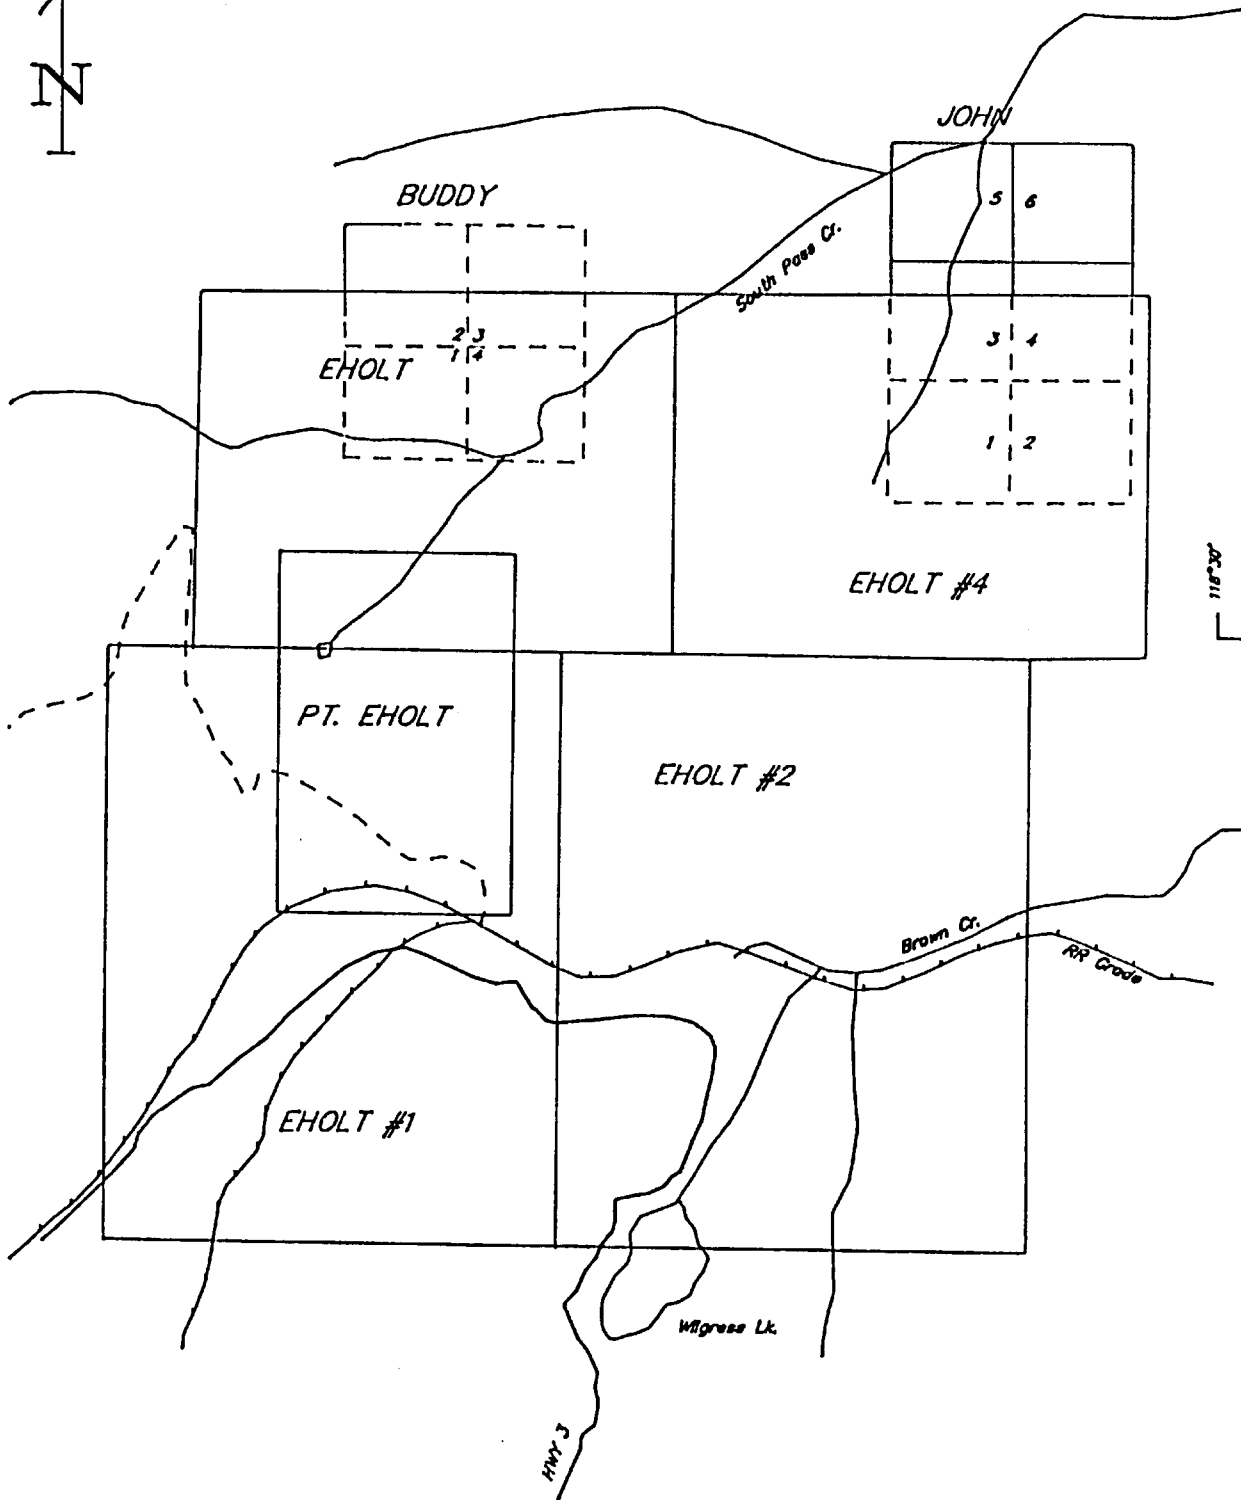 N
JOHN
BUDDY
5 6
South Pass Cr.
2 3
1 4
3 4
EHOLT
1 2
118°30'
EHOLT #4
PT. EHOLT
EHOLT #2
Brown Cr.
RR Grade
EHOLT #1
Wilgress Lk.
HWY 3